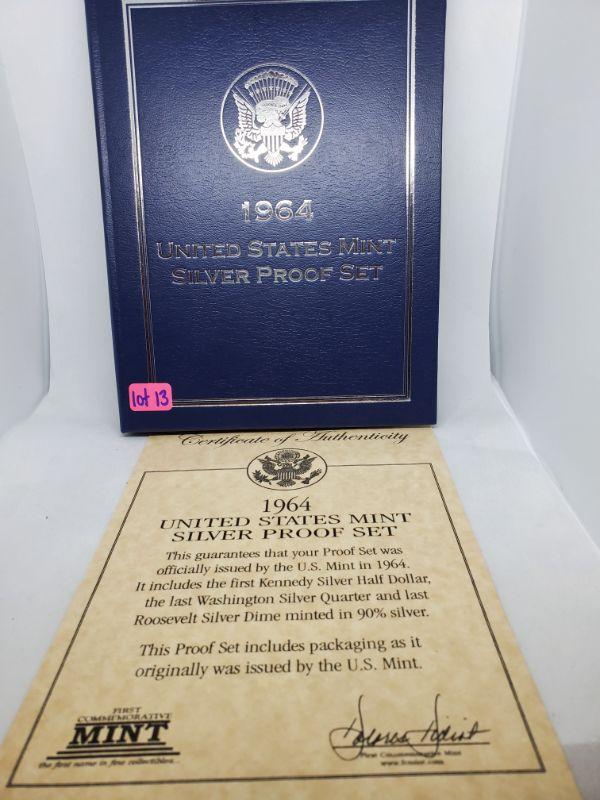 1964
UNITED STATES MINT
SILVER PROOF SET
lot 13
Certificate of Authenticity
1964
UNITED STATES MINT
SILVER PROOF SET
This guarantees that your Proof Set was
officially issued by the U.S. Mint in 1964.
It includes the first Kennedy Silver Half Dollar,
the last Washington Silver Quarter and last
Roosevelt Silver Dime minted in 90% silver.
This Proof Set includes packaging as it
originally was issued by the U.S. Mint.
FIRST
COMMEMORATIVE
MINT
the first name in fine collectibles...
First Commemorative Mint